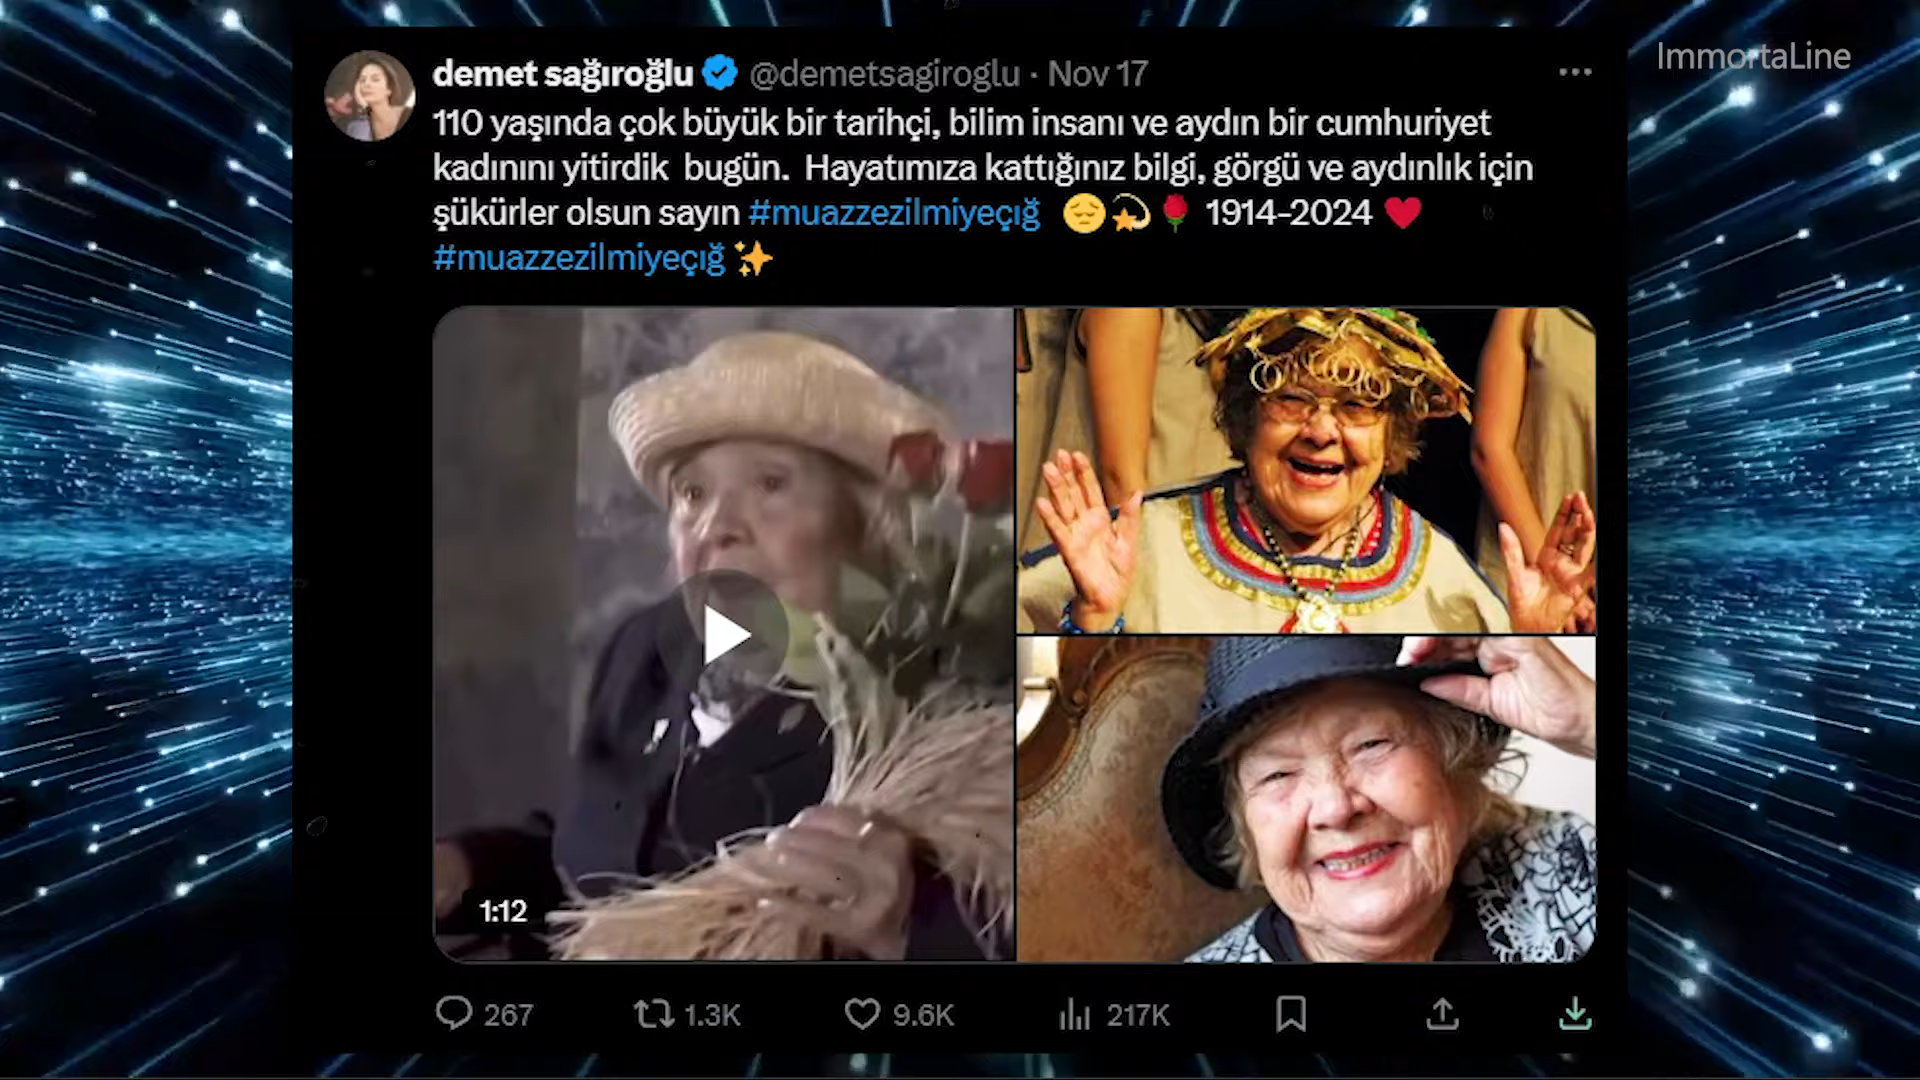 ImmortaLine
demet sağıroğlu @demetsagiroglu · Nov 17
110 yaşında çok büyük bir tarihçi, bilim insanı ve aydın bir cumhuriyet
kadınını yitirdik  bugün.  Hayatımıza kattığınız bilgi, görgü ve aydınlık için
şükürler olsun sayın #muazzezilmiyeçığ 😔💫🌹 1914-2024 ❤️
#muazzezilmiyeçığ ✨
1:12
267 1.3K 9.6K 217K